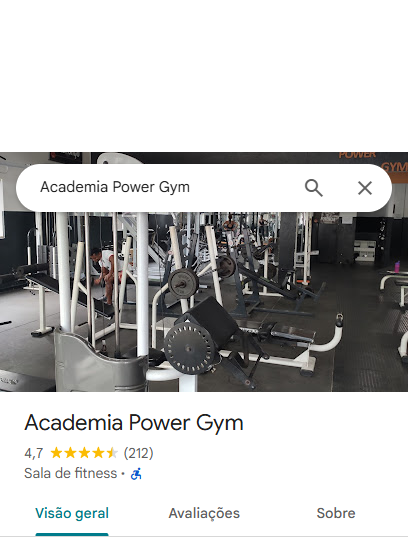 POWER
GYM
Academia Power Gym
Academia Power Gym
4,7 (212)
Sala de fitness ·
Visão geral Avaliações Sobre